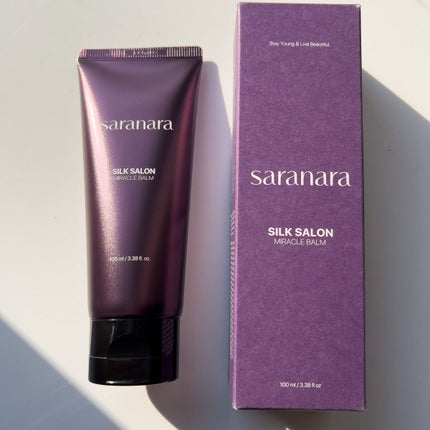 saranara
SILK SALON
MIRACLE BALM
100 ml / 3.38 fl. oz.
Stay Young & Live Beautiful
saranara
SILK SALON
MIRACLE BALM
100 ml / 3.38 fl oz